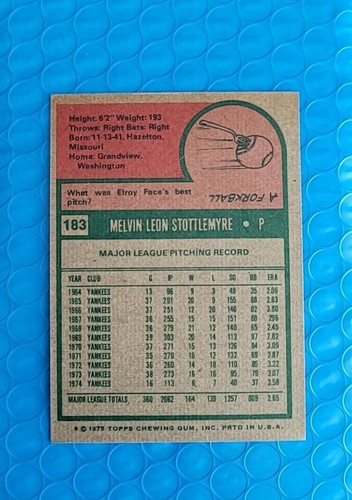 Height: 6'2" Weight: 193
Throws: Right Bats: Right
Born: 11-13-41, Hazelton,
Missouri
Home: Grandview,
Washington
A FORKBALL
What was Elroy Face's best
pitch?
183 MELVIN LEON STOTTLEMYRE • P
MAJOR LEAGUE PITCHING RECORD
YEAR CLUB G IP W L SO BB ERA
1964 YANKEES 13 96 9 3 49 35 2.06
1965 YANKEES 37 291 20 9 155 88 2.63
1966 YANKEES 37 251 12 20 146 82 3.80
1967 YANKEES 36 255 15 15 151 88 2.96
1968 YANKEES 36 279 21 12 140 65 2.45
1969 YANKEES 39 303 20 14 113 97 2.82
1970 YANKEES 37 271 15 13 126 84 3.09
1971 YANKEES 35 270 16 12 132 69 2.87
1972 YANKEES 36 260 14 18 110 85 3.22
1973 YANKEES 38 273 16 16 95 79 3.07
1974 YANKEES 16 113 6 7 40 37 3.58
MAJOR LEAGUE TOTALS 360 2662 164 139 1257 809 2.95
© 1975 TOPPS CHEWING GUM, INC. PRTD IN U.S.A.